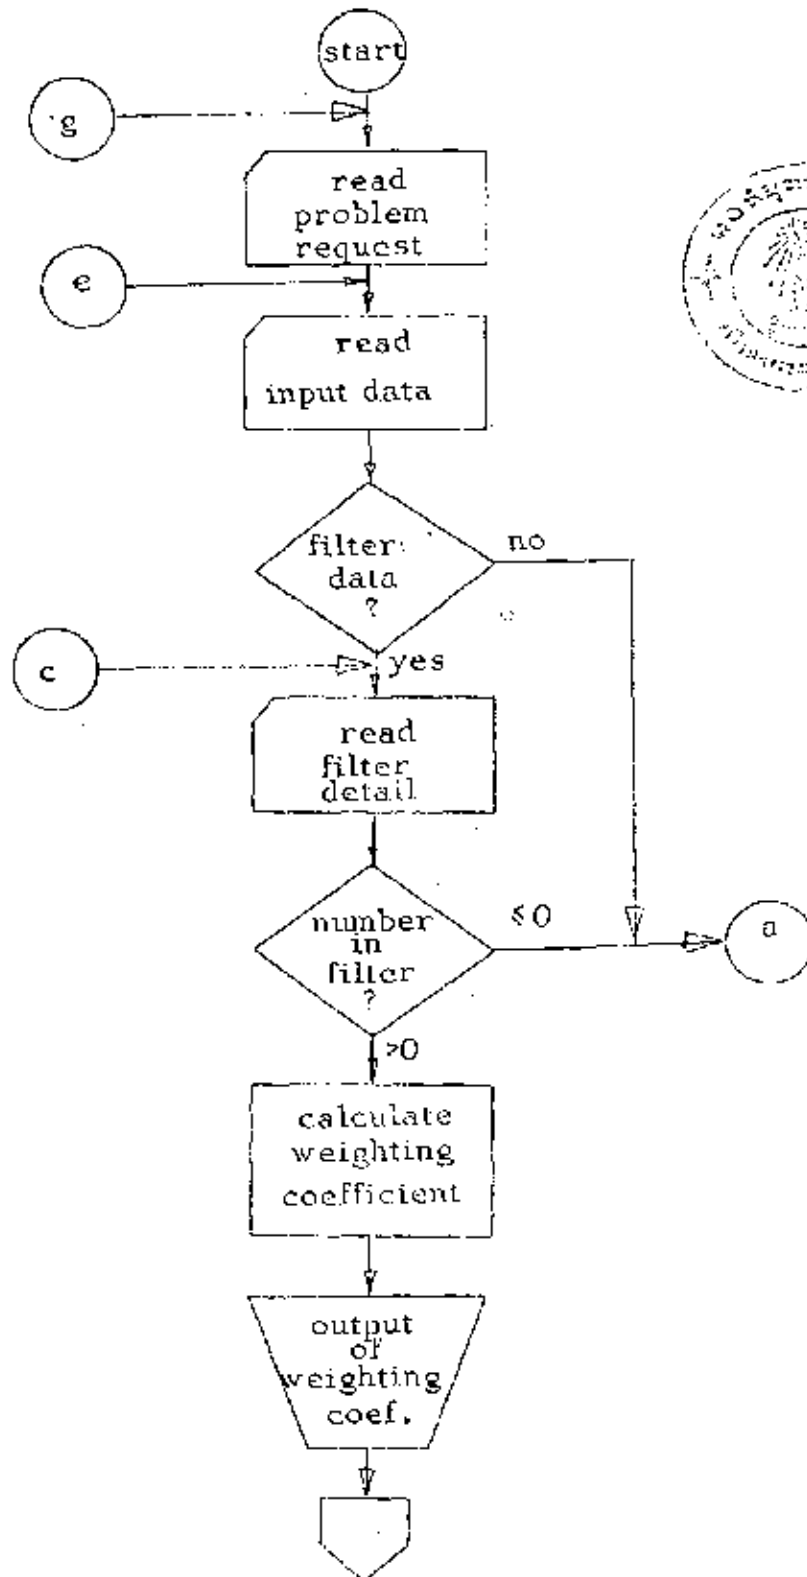 start
g
read
problem
request
e
read
input data
filter
data
?
no
c
yes
read
filter
detail
number
in
filter
?
≤0
a
>0
calculate
weighting
coefficient
output
of
weighting
coef.